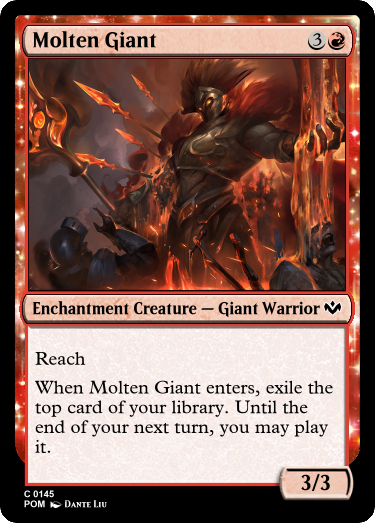 Molten Giant 3
Enchantment Creature — Giant Warrior
Reach
When Molten Giant enters, exile the
top card of your library. Until the
end of your next turn, you may play
it.
3/3
C 0145
POM Dante Liu